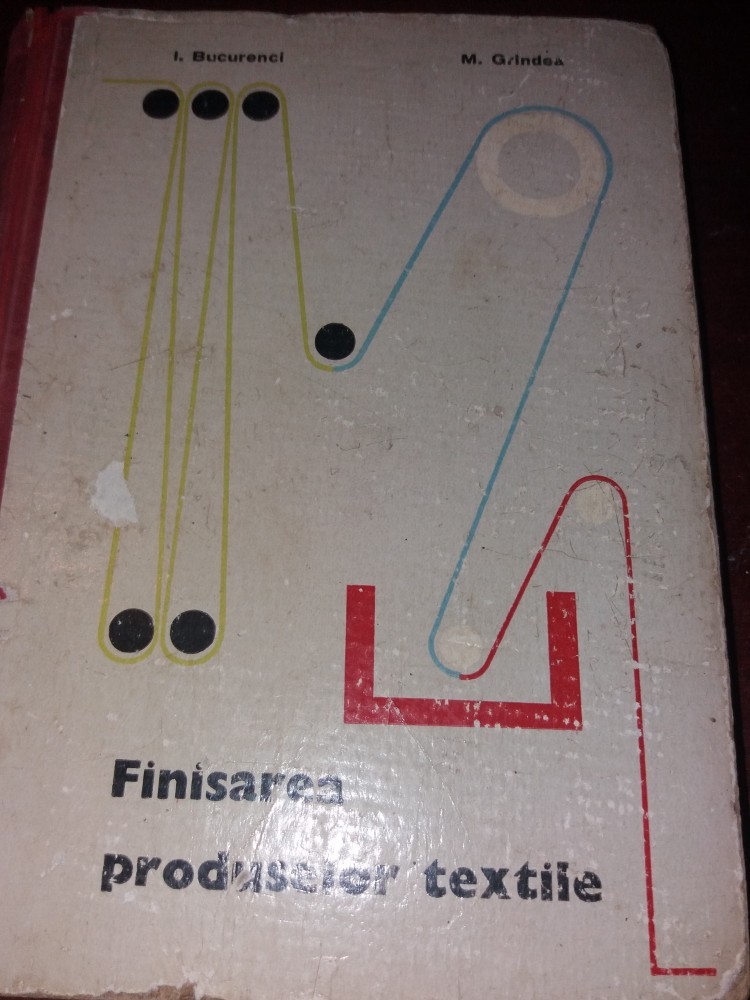 I. Bucurenci
M. Grindea
Finisarea
produselor textile